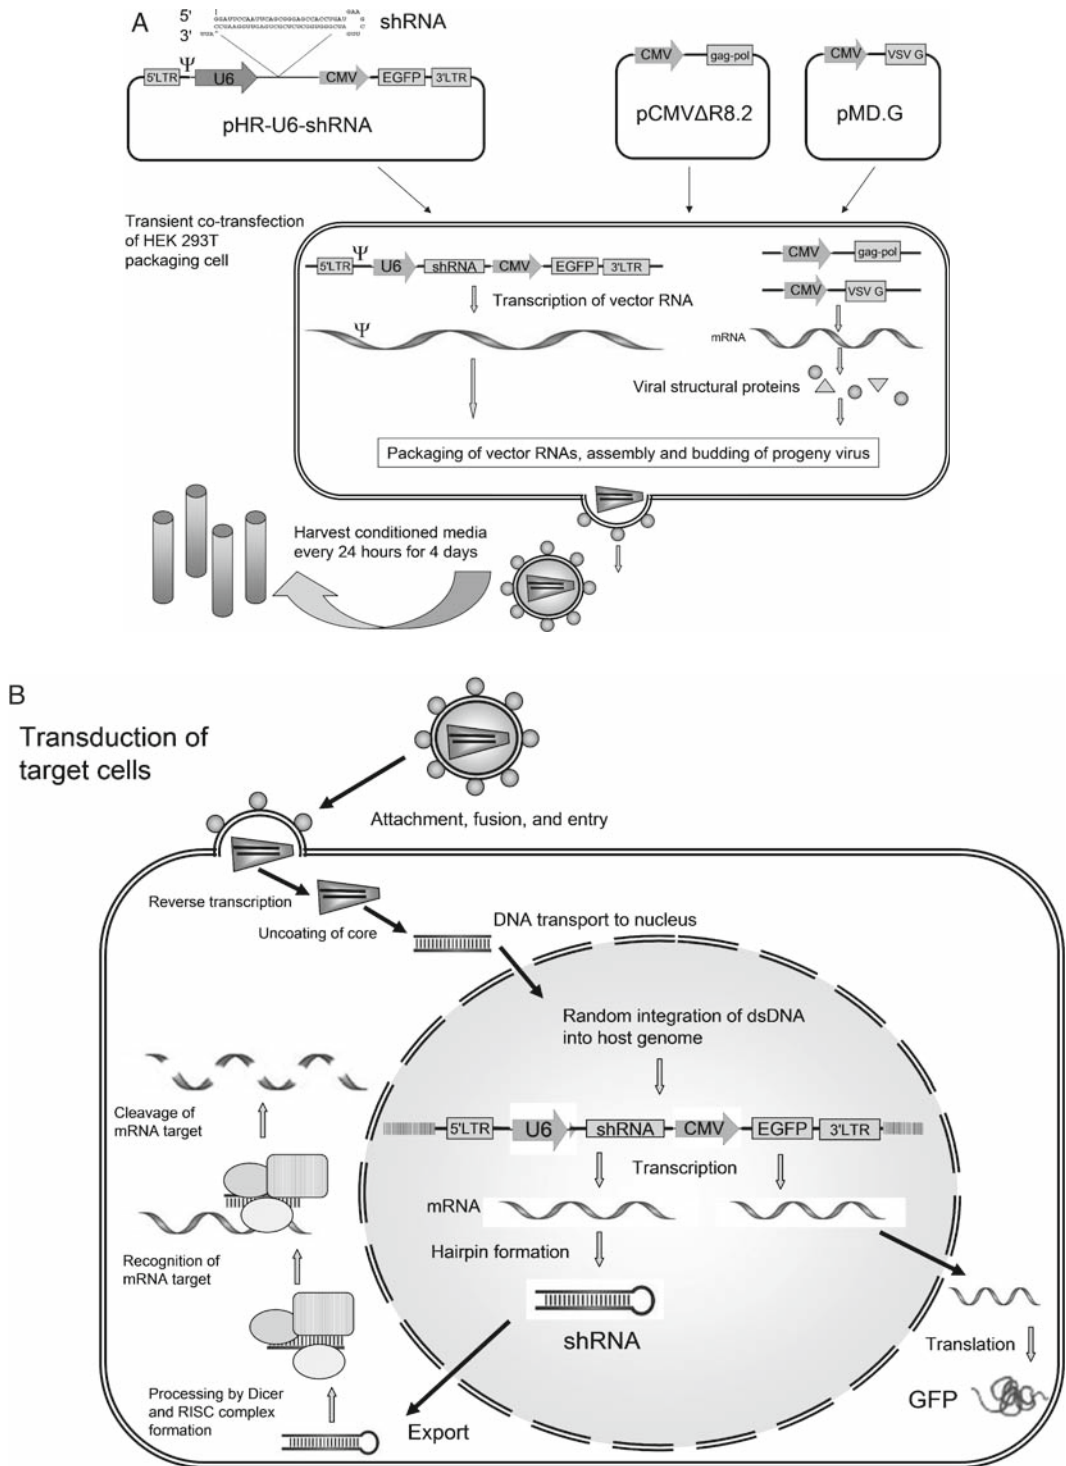 A
5'
3'
shRNA
Ψ
5'LTR
U6
CMV
EGFP
3'LTR
pHR-U6-shRNA
CMV
gag-pol
pCMVΔR8.2
CMV
VSV G
pMD.G
Transient co-transfection
of HEK 293T
packaging cell
Ψ
5'LTR
U6
shRNA
CMV
EGFP
3'LTR
CMV
gag-pol
CMV
VSV G
Transcription of vector RNA
Ψ
mRNA
Viral structural proteins
Packaging of vector RNAs, assembly and budding of progeny virus
Harvest conditioned media
every 24 hours for 4 days
B
Transduction of
target cells
Attachment, fusion, and entry
Reverse transcription
Uncoating of core
DNA transport to nucleus
Random integration of dsDNA
into host genome
5'LTR
U6
shRNA
CMV
EGFP
3'LTR
Transcription
mRNA
Hairpin formation
shRNA
Export
Cleavage of
mRNA target
Recognition of
mRNA target
Processing by Dicer
and RISC complex
formation
Translation
GFP